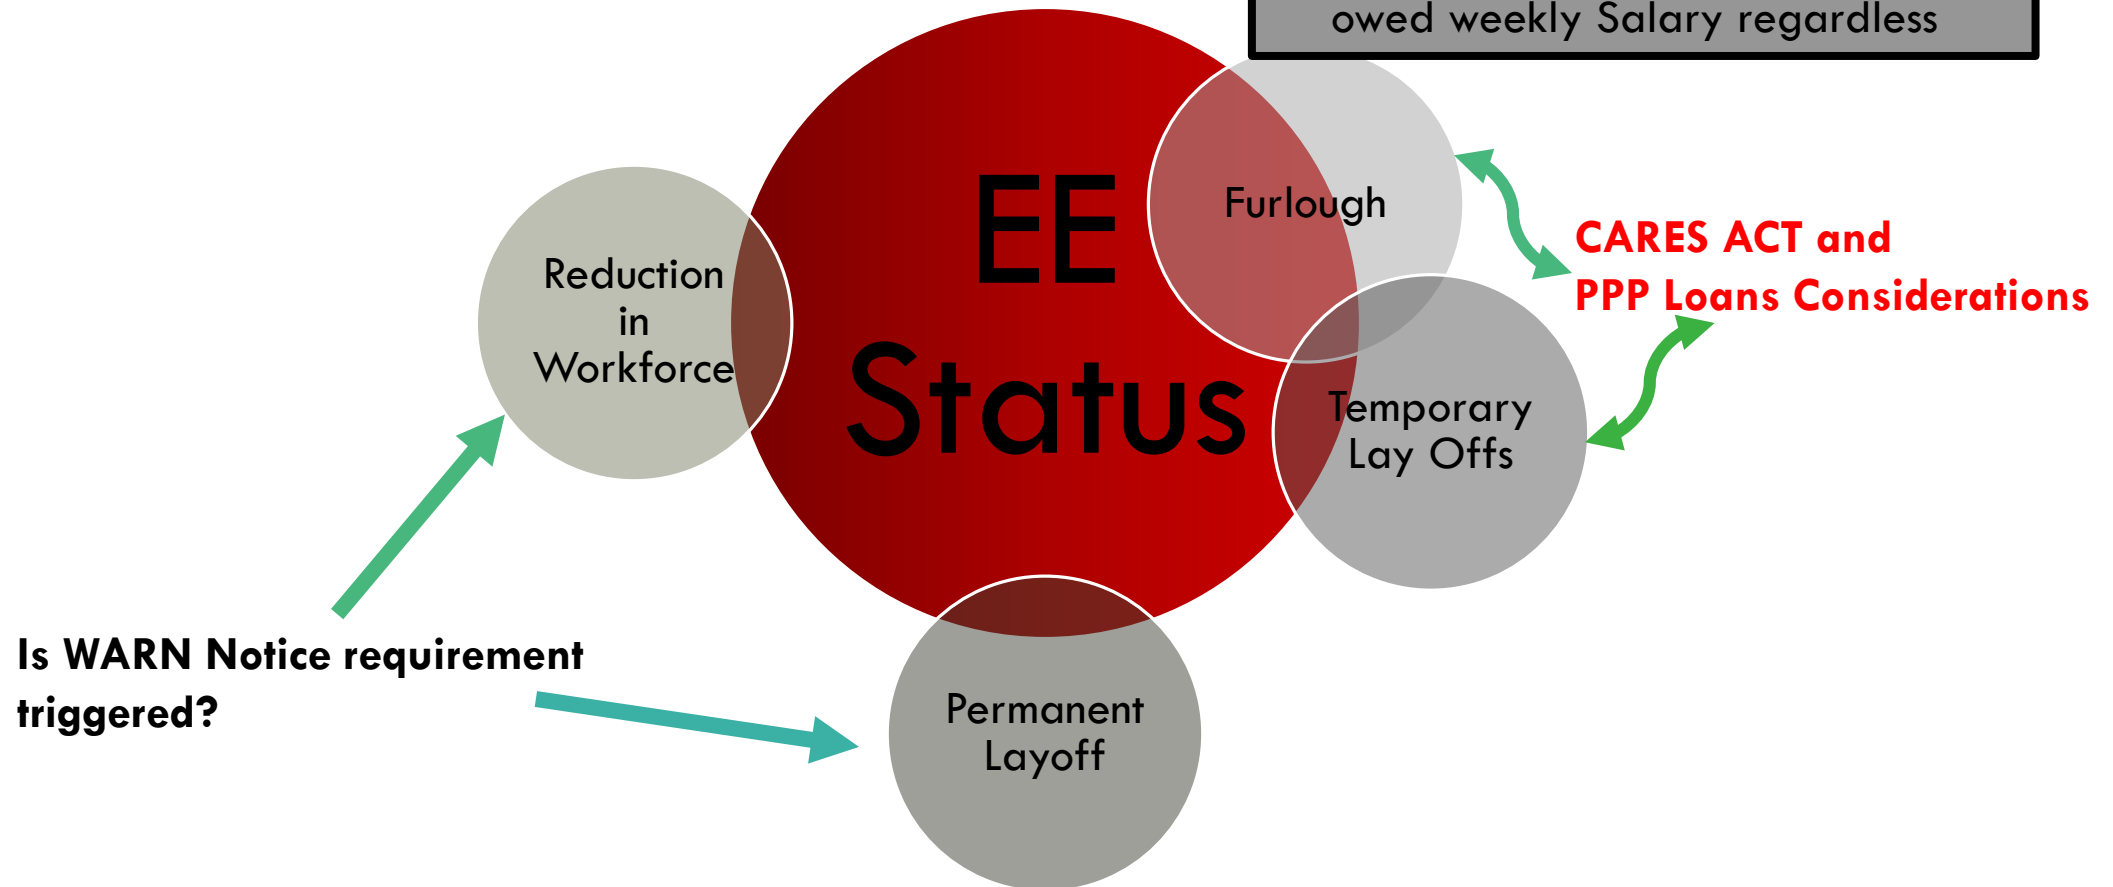 owed weekly Salary regardless
EE
Status
Furlough
CARES ACT and
PPP Loans Considerations
Reduction
in
Workforce
Temporary
Lay Offs
Is WARN Notice requirement
triggered?
Permanent
Layoff